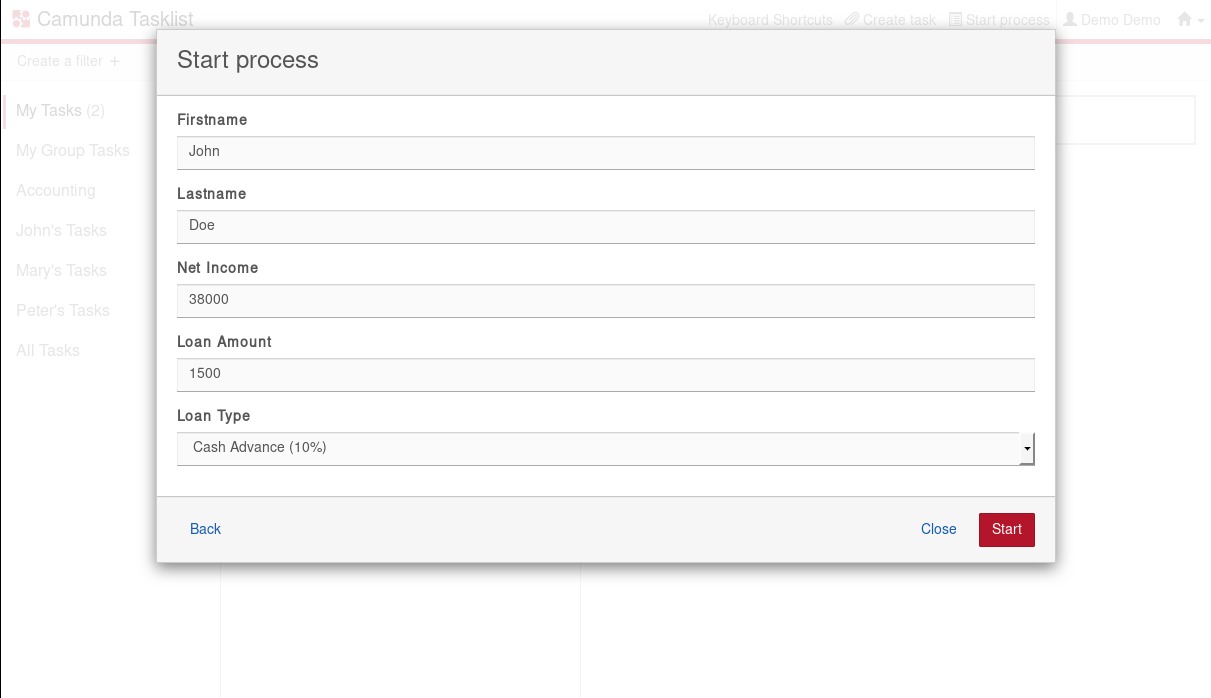 Camunda Tasklist
Keyboard Shortcuts Create task Start process Demo Demo
Create a filter +
My Tasks (2)
My Group Tasks
Accounting
John's Tasks
Mary's Tasks
Peter's Tasks
All Tasks
Start process
Firstname
John
Lastname
Doe
Net Income
38000
Loan Amount
1500
Loan Type
Cash Advance (10%)
Back Close Start